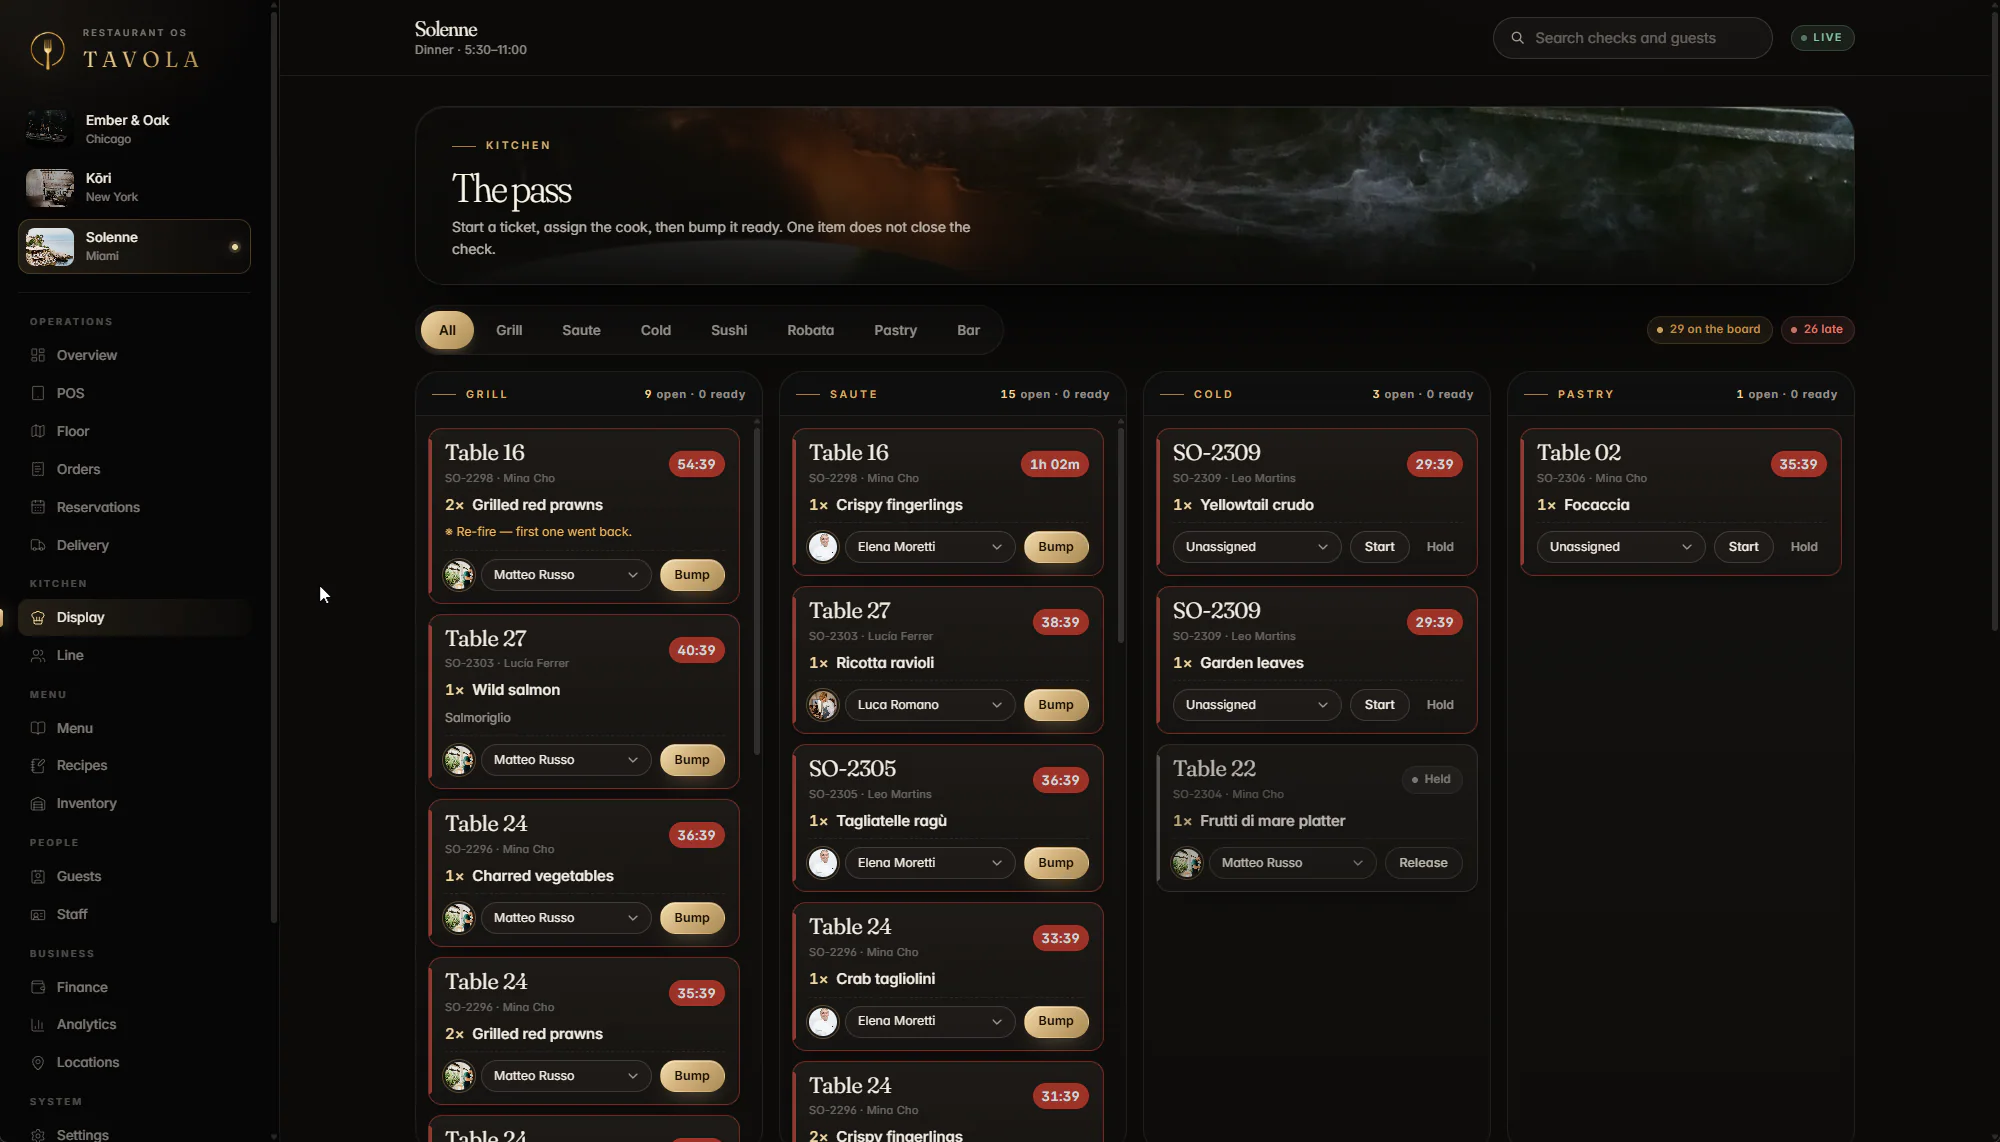 RESTAURANT OS
TAVOLA
Ember & Oak
Chicago
Kōri
New York
Solenne
Miami
OPERATIONS
Overview
POS
Floor
Orders
Reservations
Delivery
KITCHEN
Display
Line
MENU
Menu
Recipes
Inventory
PEOPLE
Guests
Staff
BUSINESS
Finance
Analytics
Locations
SYSTEM
Settings
Solenne
Dinner · 5:30–11:00
Search checks and guests
LIVE
KITCHEN
The pass
Start a ticket, assign the cook, then bump it ready. One item does not close the
check.
All Grill Saute Cold Sushi Robata Pastry Bar
29 on the board 26 late
GRILL 9 open · 0 ready
Table 16 54:39
SO-2298 · Mina Cho
2× Grilled red prawns
※ Re-fire — first one went back.
Matteo Russo Bump
Table 27 40:39
SO-2303 · Lucía Ferrer
1× Wild salmon
Salmoriglio
Matteo Russo Bump
Table 24 36:39
SO-2296 · Mina Cho
1× Charred vegetables
Matteo Russo Bump
Table 24 35:39
SO-2296 · Mina Cho
2× Grilled red prawns
Matteo Russo Bump
Table 24
SAUTE 15 open · 0 ready
Table 16 1h 02m
SO-2298 · Mina Cho
1× Crispy fingerlings
Elena Moretti Bump
Table 27 38:39
SO-2303 · Lucía Ferrer
1× Ricotta ravioli
Luca Romano Bump
SO-2305 36:39
SO-2305 · Leo Martins
1× Tagliatelle ragù
Elena Moretti Bump
Table 24 33:39
SO-2296 · Mina Cho
1× Crab tagliolini
Elena Moretti Bump
Table 24 31:39
SO-2296 · Mina Cho
2× Crispy fingerlings
COLD 3 open · 0 ready
SO-2309 29:39
SO-2309 · Leo Martins
1× Yellowtail crudo
Unassigned Start Hold
SO-2309 29:39
SO-2309 · Leo Martins
1× Garden leaves
Unassigned Start Hold
Table 22 Held
SO-2304 · Mina Cho
1× Frutti di mare platter
Matteo Russo Release
PASTRY 1 open · 0 ready
Table 02 35:39
SO-2306 · Mina Cho
1× Focaccia
Unassigned Start Hold